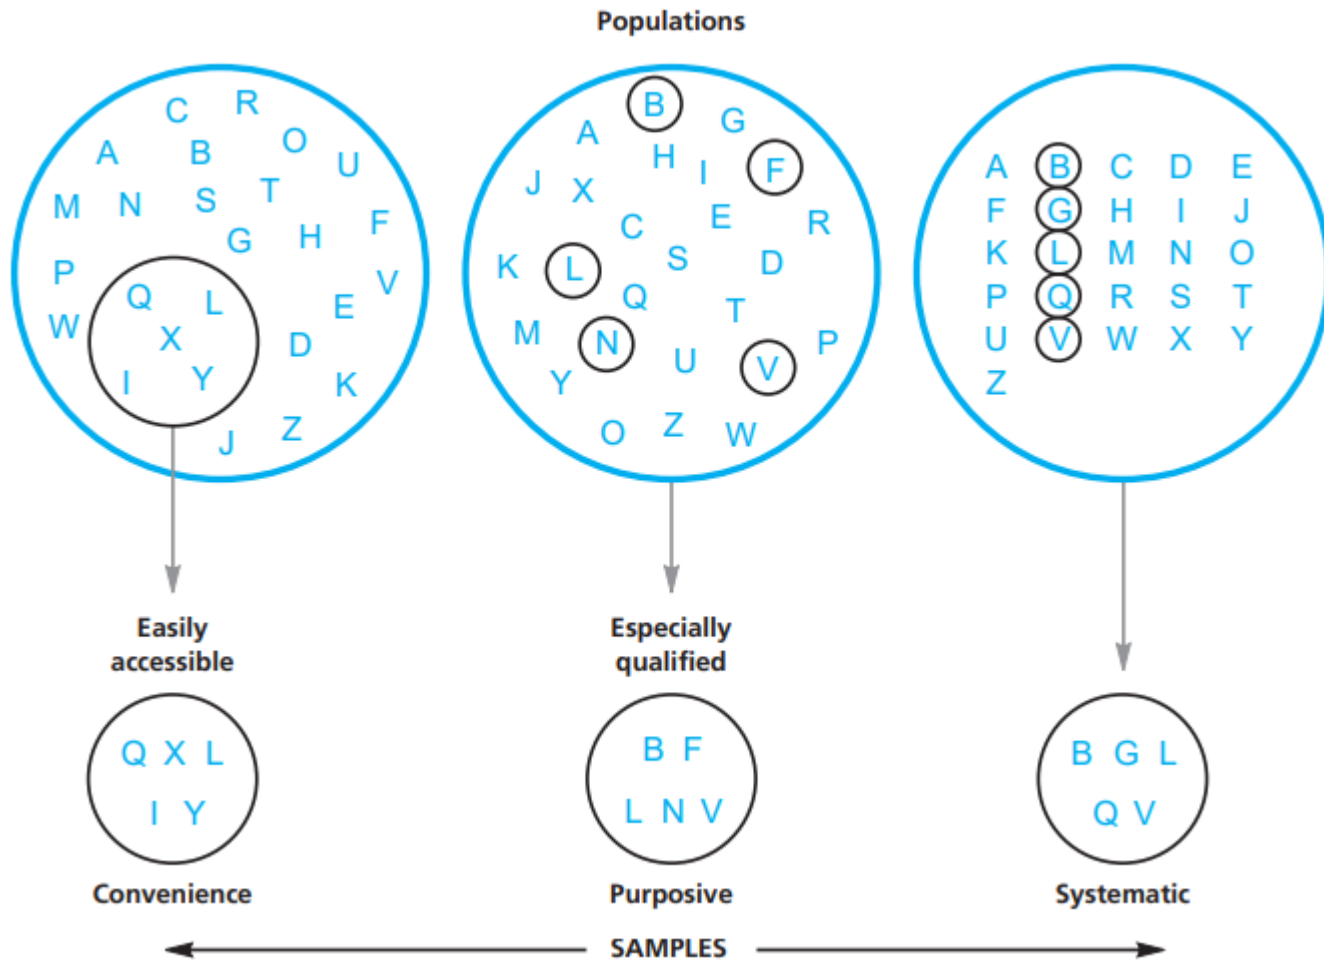 Populations
C R
A B O U
M N S T F
G H
P Q L E V
W X D
I Y K
J Z
B G
A H I F
J X
C E R
K L S D
Q T
M N U V P
Y
O Z W
A B C D E
F G H I J
K L M N O
P Q R S T
U V W X Y
Z
Easily
accessible
Especially
qualified
Q X L
I Y
B F
L N V
B G L
Q V
Convenience
Purposive
Systematic
SAMPLES